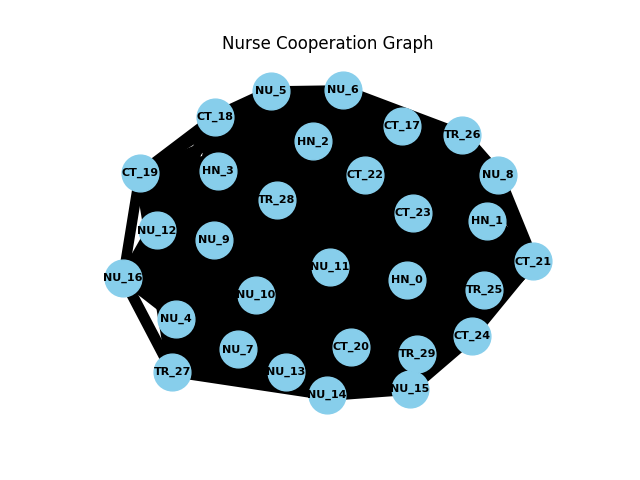 Nurse Cooperation Graph
NU_5
NU_6
CT_18
CT_17
TR_26
HN_2
CT_19
HN_3
CT_22
NU_8
TR_28
CT_23
HN_1
NU_12
NU_9
CT_21
NU_11
NU_16
HN_0
TR_25
NU_10
NU_4
CT_24
NU_7
CT_20
TR_29
TR_27
NU_13
NU_15
NU_14